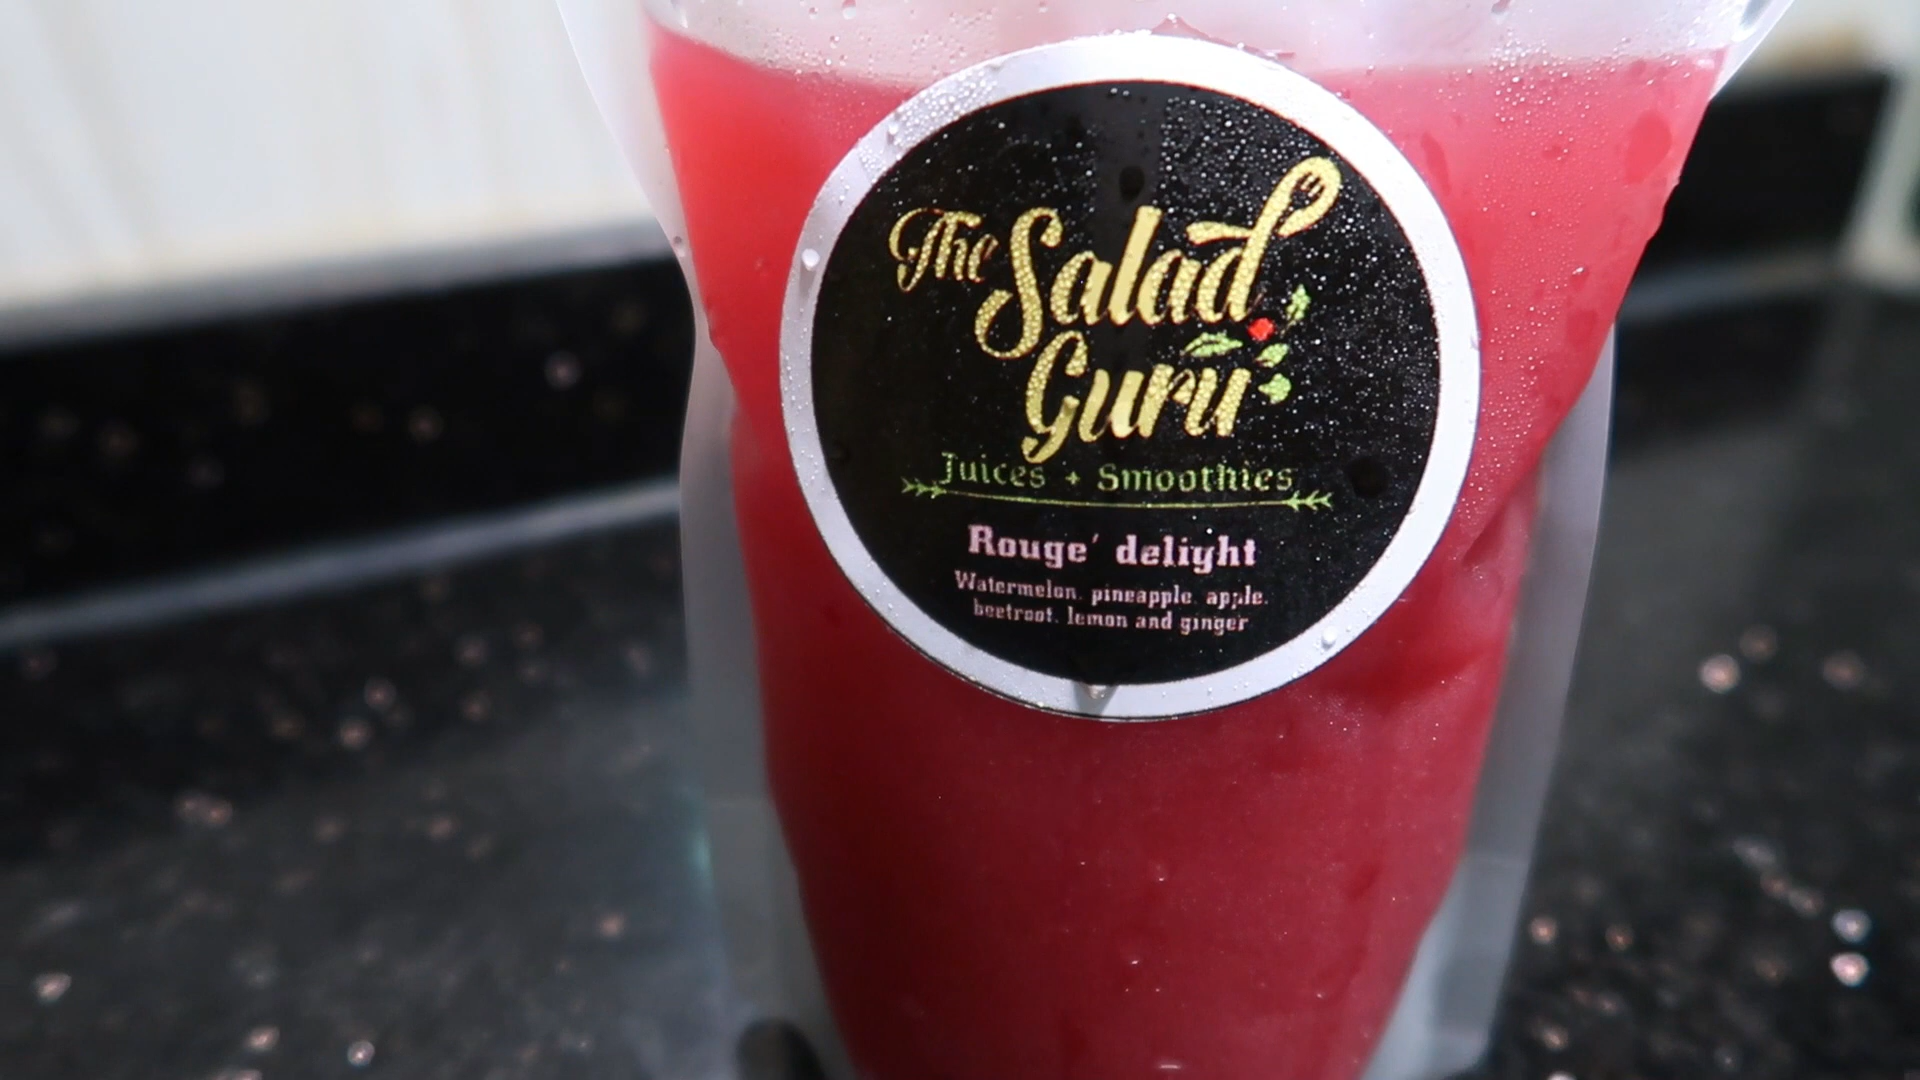 The Salad
Guru
Juices + Smoothies
Rouge' delight
Watermelon, pineapple, apple,
beetroot, lemon and ginger